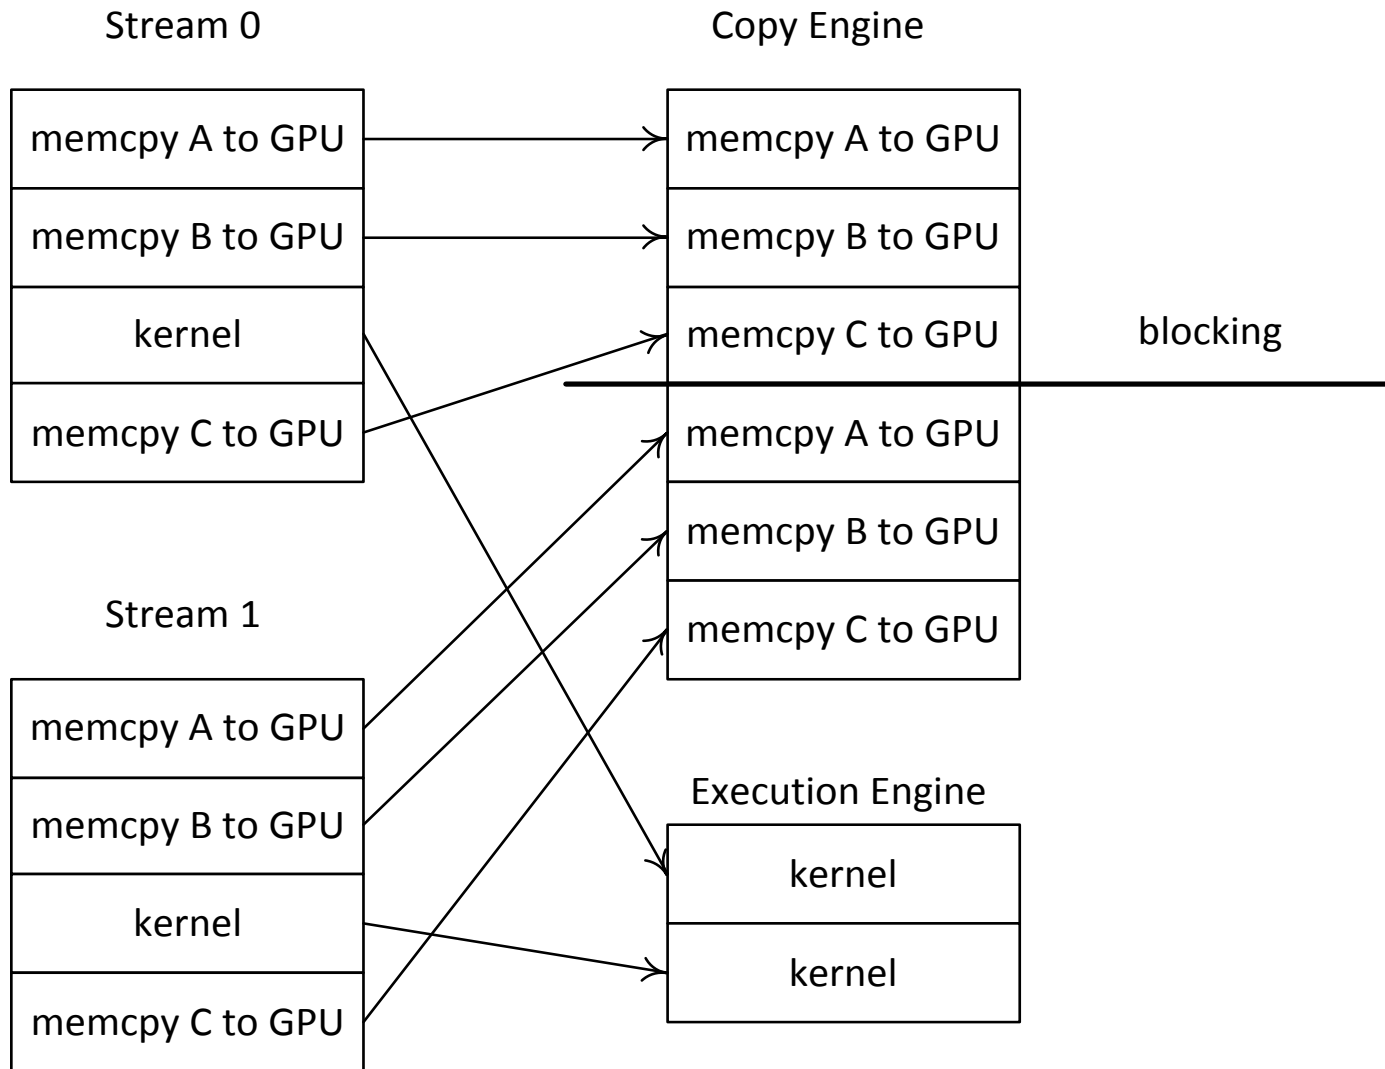 Stream 0
memcpy A to GPU
memcpy B to GPU
kernel
memcpy C to GPU
Stream 1
memcpy A to GPU
memcpy B to GPU
kernel
memcpy C to GPU
Copy Engine
memcpy A to GPU
memcpy B to GPU
memcpy C to GPU
memcpy A to GPU
memcpy B to GPU
memcpy C to GPU
blocking
Execution Engine
kernel
kernel